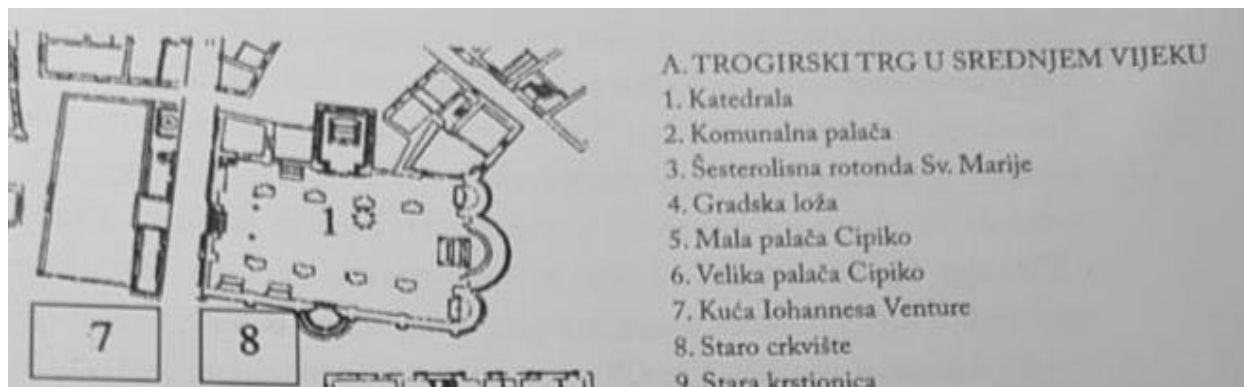 A. TROGIRSKI TRG U SREDNJEM VIJEKU
1. Katedrala
2. Komunalna palača
3. Šesterolisna rotonda Sv. Marije
4. Gradska loža
5. Mala palača Cipiko
6. Velika palača Cipiko
7. Kuća Iohannesa Venture
8. Staro crkvište
9. Stara krstionica
1
7
8